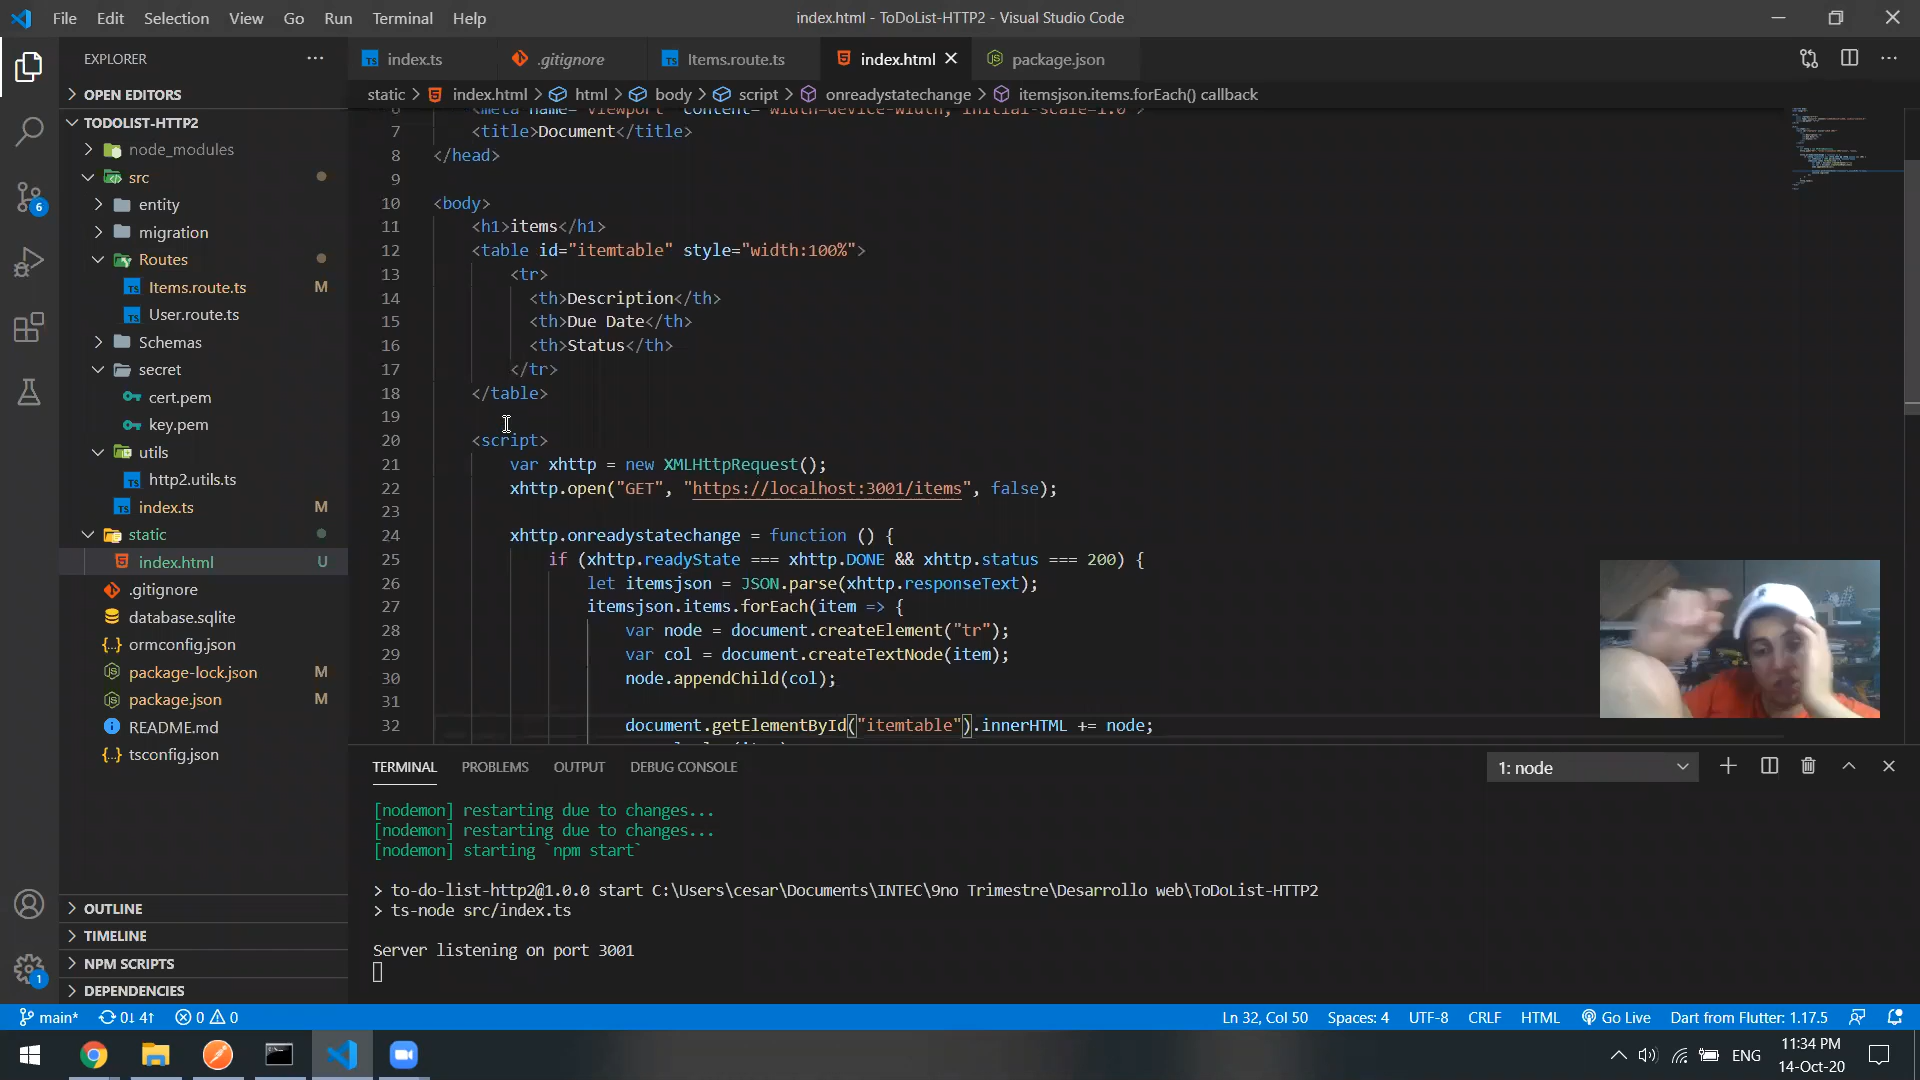 File Edit Selection View Go Run Terminal Help
index.html - ToDoList-HTTP2 - Visual Studio Code
EXPLORER
OPEN EDITORS
TODOLIST-HTTP2
node_modules
src
entity
migration
Routes
Items.route.ts M
User.route.ts
Schemas
secret
cert.pem
key.pem
utils
http2.utils.ts
index.ts M
static
index.html U
.gitignore
database.sqlite
ormconfig.json
package-lock.json M
package.json M
README.md
tsconfig.json
OUTLINE
TIMELINE
NPM SCRIPTS
DEPENDENCIES
6
1
index.ts .gitignore Items.route.ts index.html package.json
static > index.html > html > body > script > onreadystatechange > itemsjson.items.forEach() callback
6 <meta name="viewport" content="width=device-width, initial-scale=1.0">
7 <title>Document</title>
8 </head>
9
10 <body>
11 <h1>items</h1>
12 <table id="itemtable" style="width:100%">
13 <tr>
14 <th>Description</th>
15 <th>Due Date</th>
16 <th>Status</th>
17 </tr>
18 </table>
19
20 <script>
21 var xhttp = new XMLHttpRequest();
22 xhttp.open("GET", "https://localhost:3001/items", false);
23
24 xhttp.onreadystatechange = function () {
25 if (xhttp.readyState === xhttp.DONE && xhttp.status === 200) {
26 let itemsjson = JSON.parse(xhttp.responseText);
27 itemsjson.items.forEach(item => {
28 var node = document.createElement("tr");
29 var col = document.createTextNode(item);
30 node.appendChild(col);
31
32 document.getElementById("itemtable").innerHTML += node;
TERMINAL PROBLEMS OUTPUT DEBUG CONSOLE
1: node
[nodemon] restarting due to changes...
[nodemon] restarting due to changes...
[nodemon] starting `npm start`
> to-do-list-http2@1.0.0 start C:\Users\cesar\Documents\INTEC\9no Trimestre\Desarrollo web\ToDoList-HTTP2
> ts-node src/index.ts
Server listening on port 3001
main* 0↓ 4↑ 0 0
Ln 32, Col 50 Spaces: 4 UTF-8 CRLF HTML Go Live Dart from Flutter: 1.17.5
ENG
11:34 PM
14-Oct-20